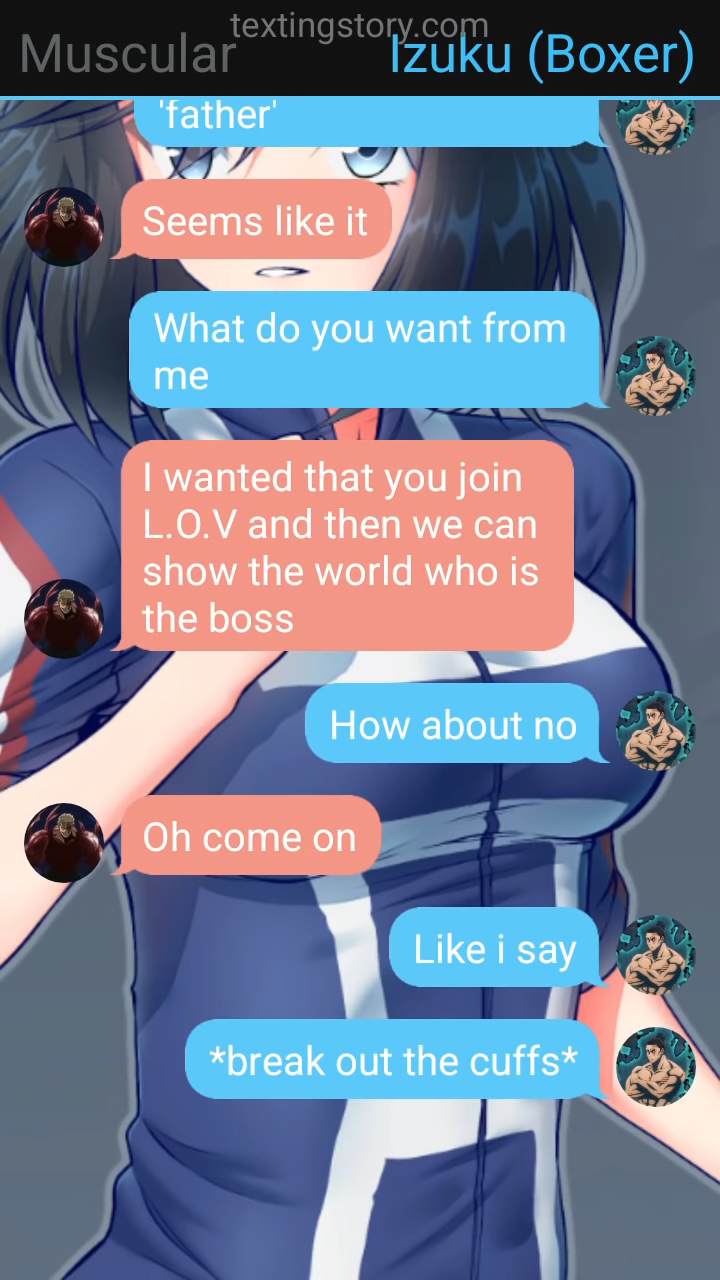 textingstory.com
Muscular
Izuku (Boxer)
'father'
Seems like it
What do you want from
me
I wanted that you join
L.O.V and then we can
show the world who is
the boss
How about no
Oh come on
Like i say
*break out the cuffs*